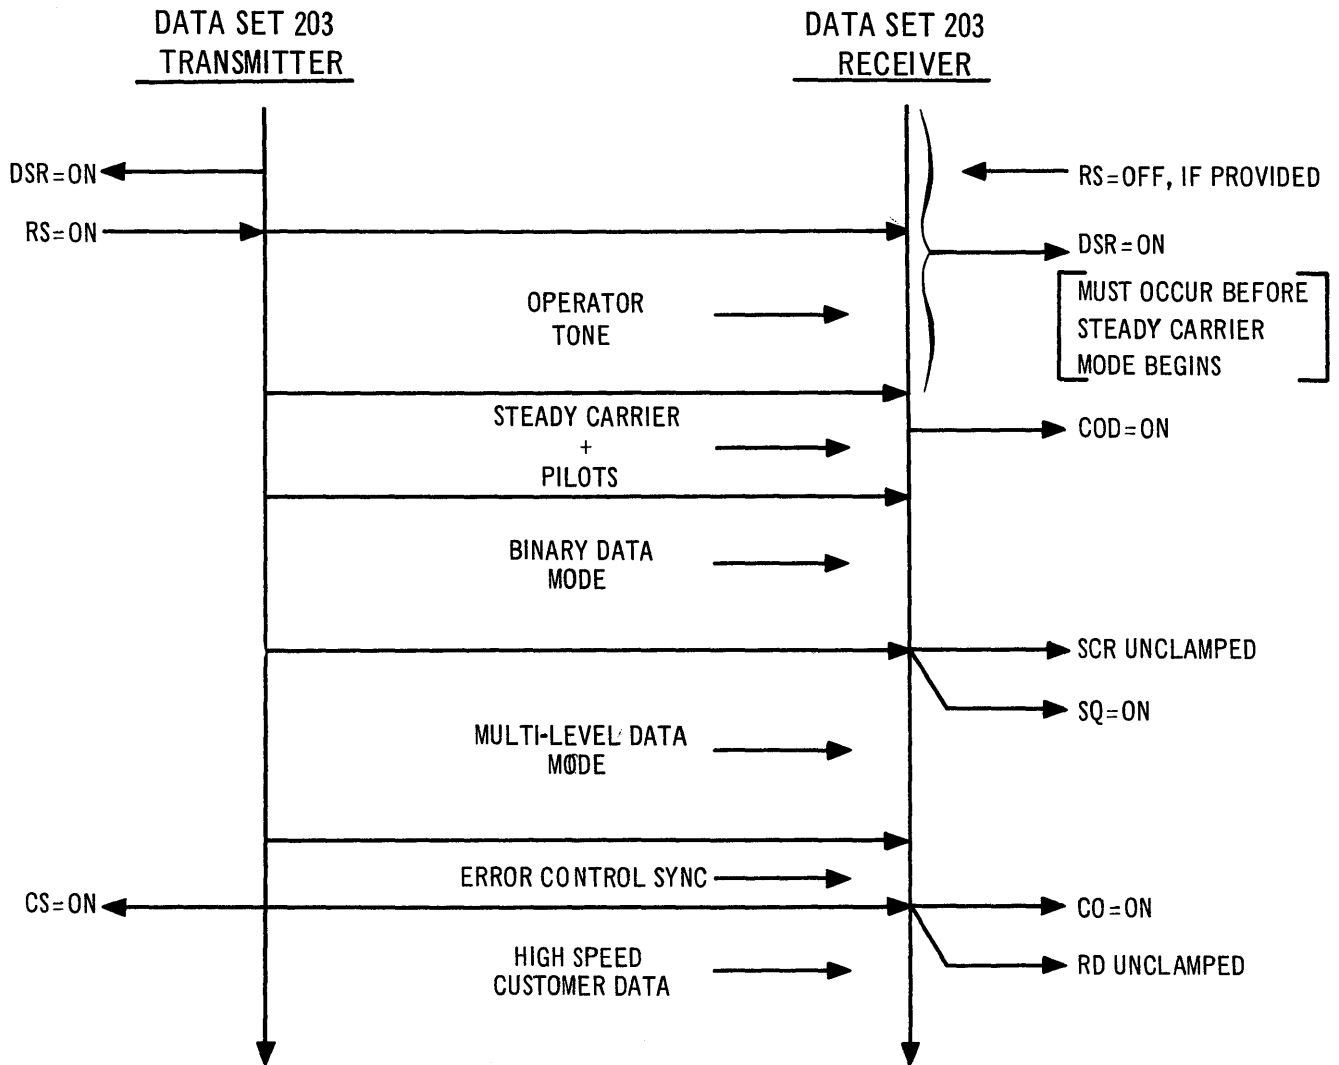 DATA SET 203
TRANSMITTER
DATA SET 203
RECEIVER
DSR=ON
RS=OFF, IF PROVIDED
RS=ON
DSR=ON
MUST OCCUR BEFORE
STEADY CARRIER
MODE BEGINS
OPERATOR
TONE
STEADY CARRIER
+
PILOTS
COD=ON
BINARY DATA
MODE
SCR UNCLAMPED
SQ=ON
MULTI-LEVEL DATA
MODE
ERROR CONTROL SYNC
CS=ON
CO=ON
HIGH SPEED
CUSTOMER DATA
RD UNCLAMPED